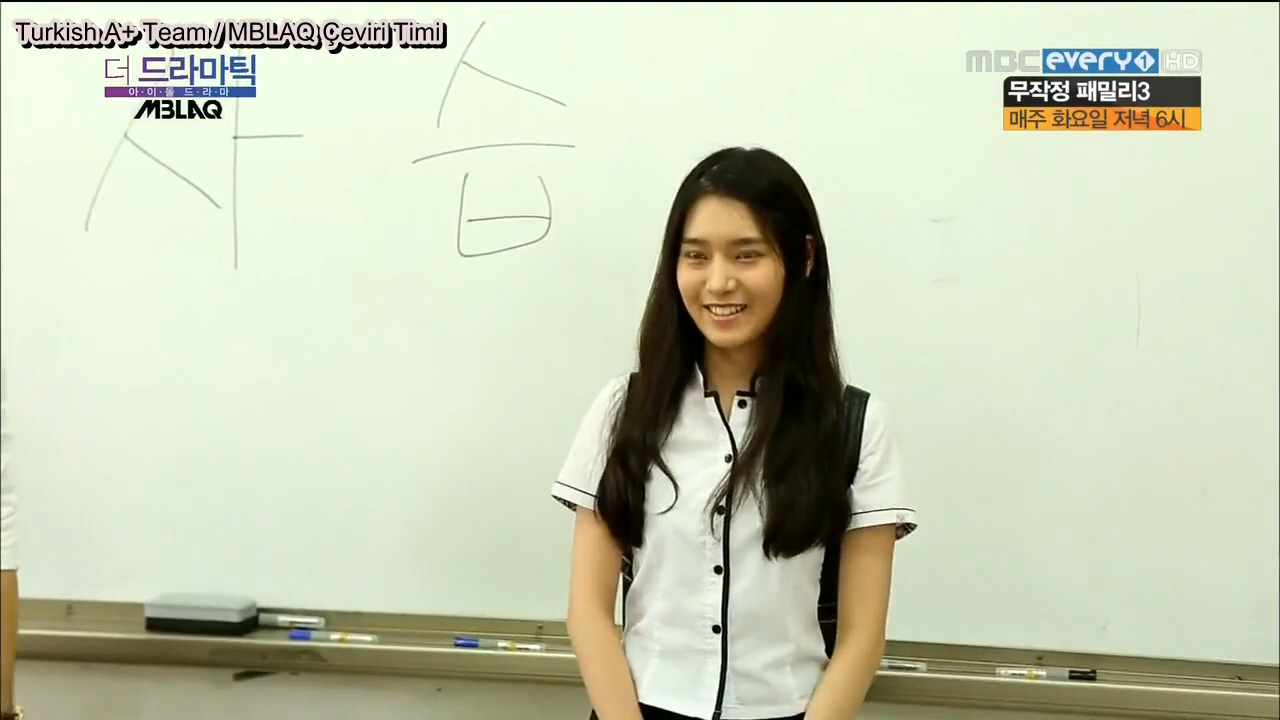 Turkish A+ Team / MBLAQ Çeviri Timi
더 드라마틱
아·이·돌 드·라·마
MBLAQ
MBC every1 HD
무작정 패밀리3
매주 화요일 저녁 6시
사 습